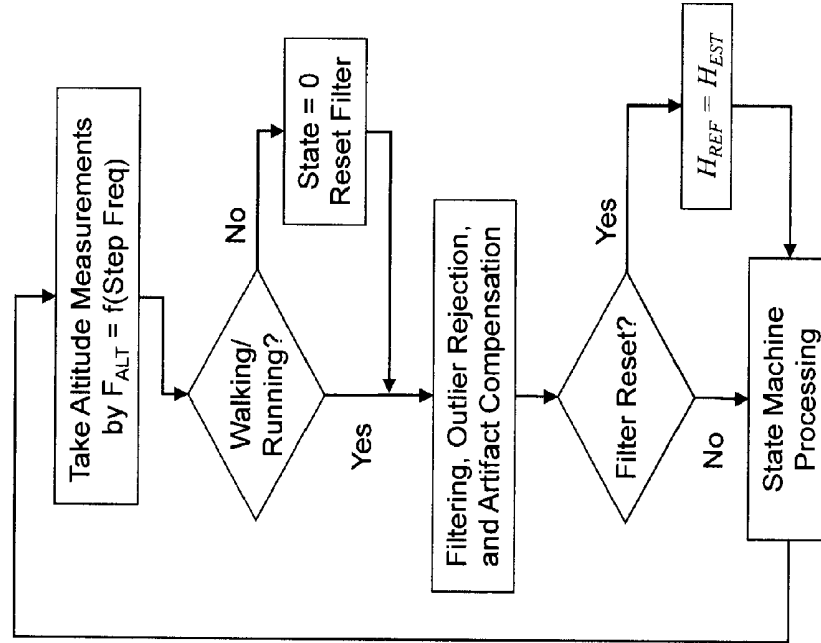 Take Altitude Measurements
by F_ALT = f(Step Freq)
Walking/
Running?
No
State = 0
Reset Filter
Yes
Filtering, Outlier Rejection,
and Artifact Compensation
Filter Reset?
Yes
H_REF = H_EST
No
State Machine
Processing